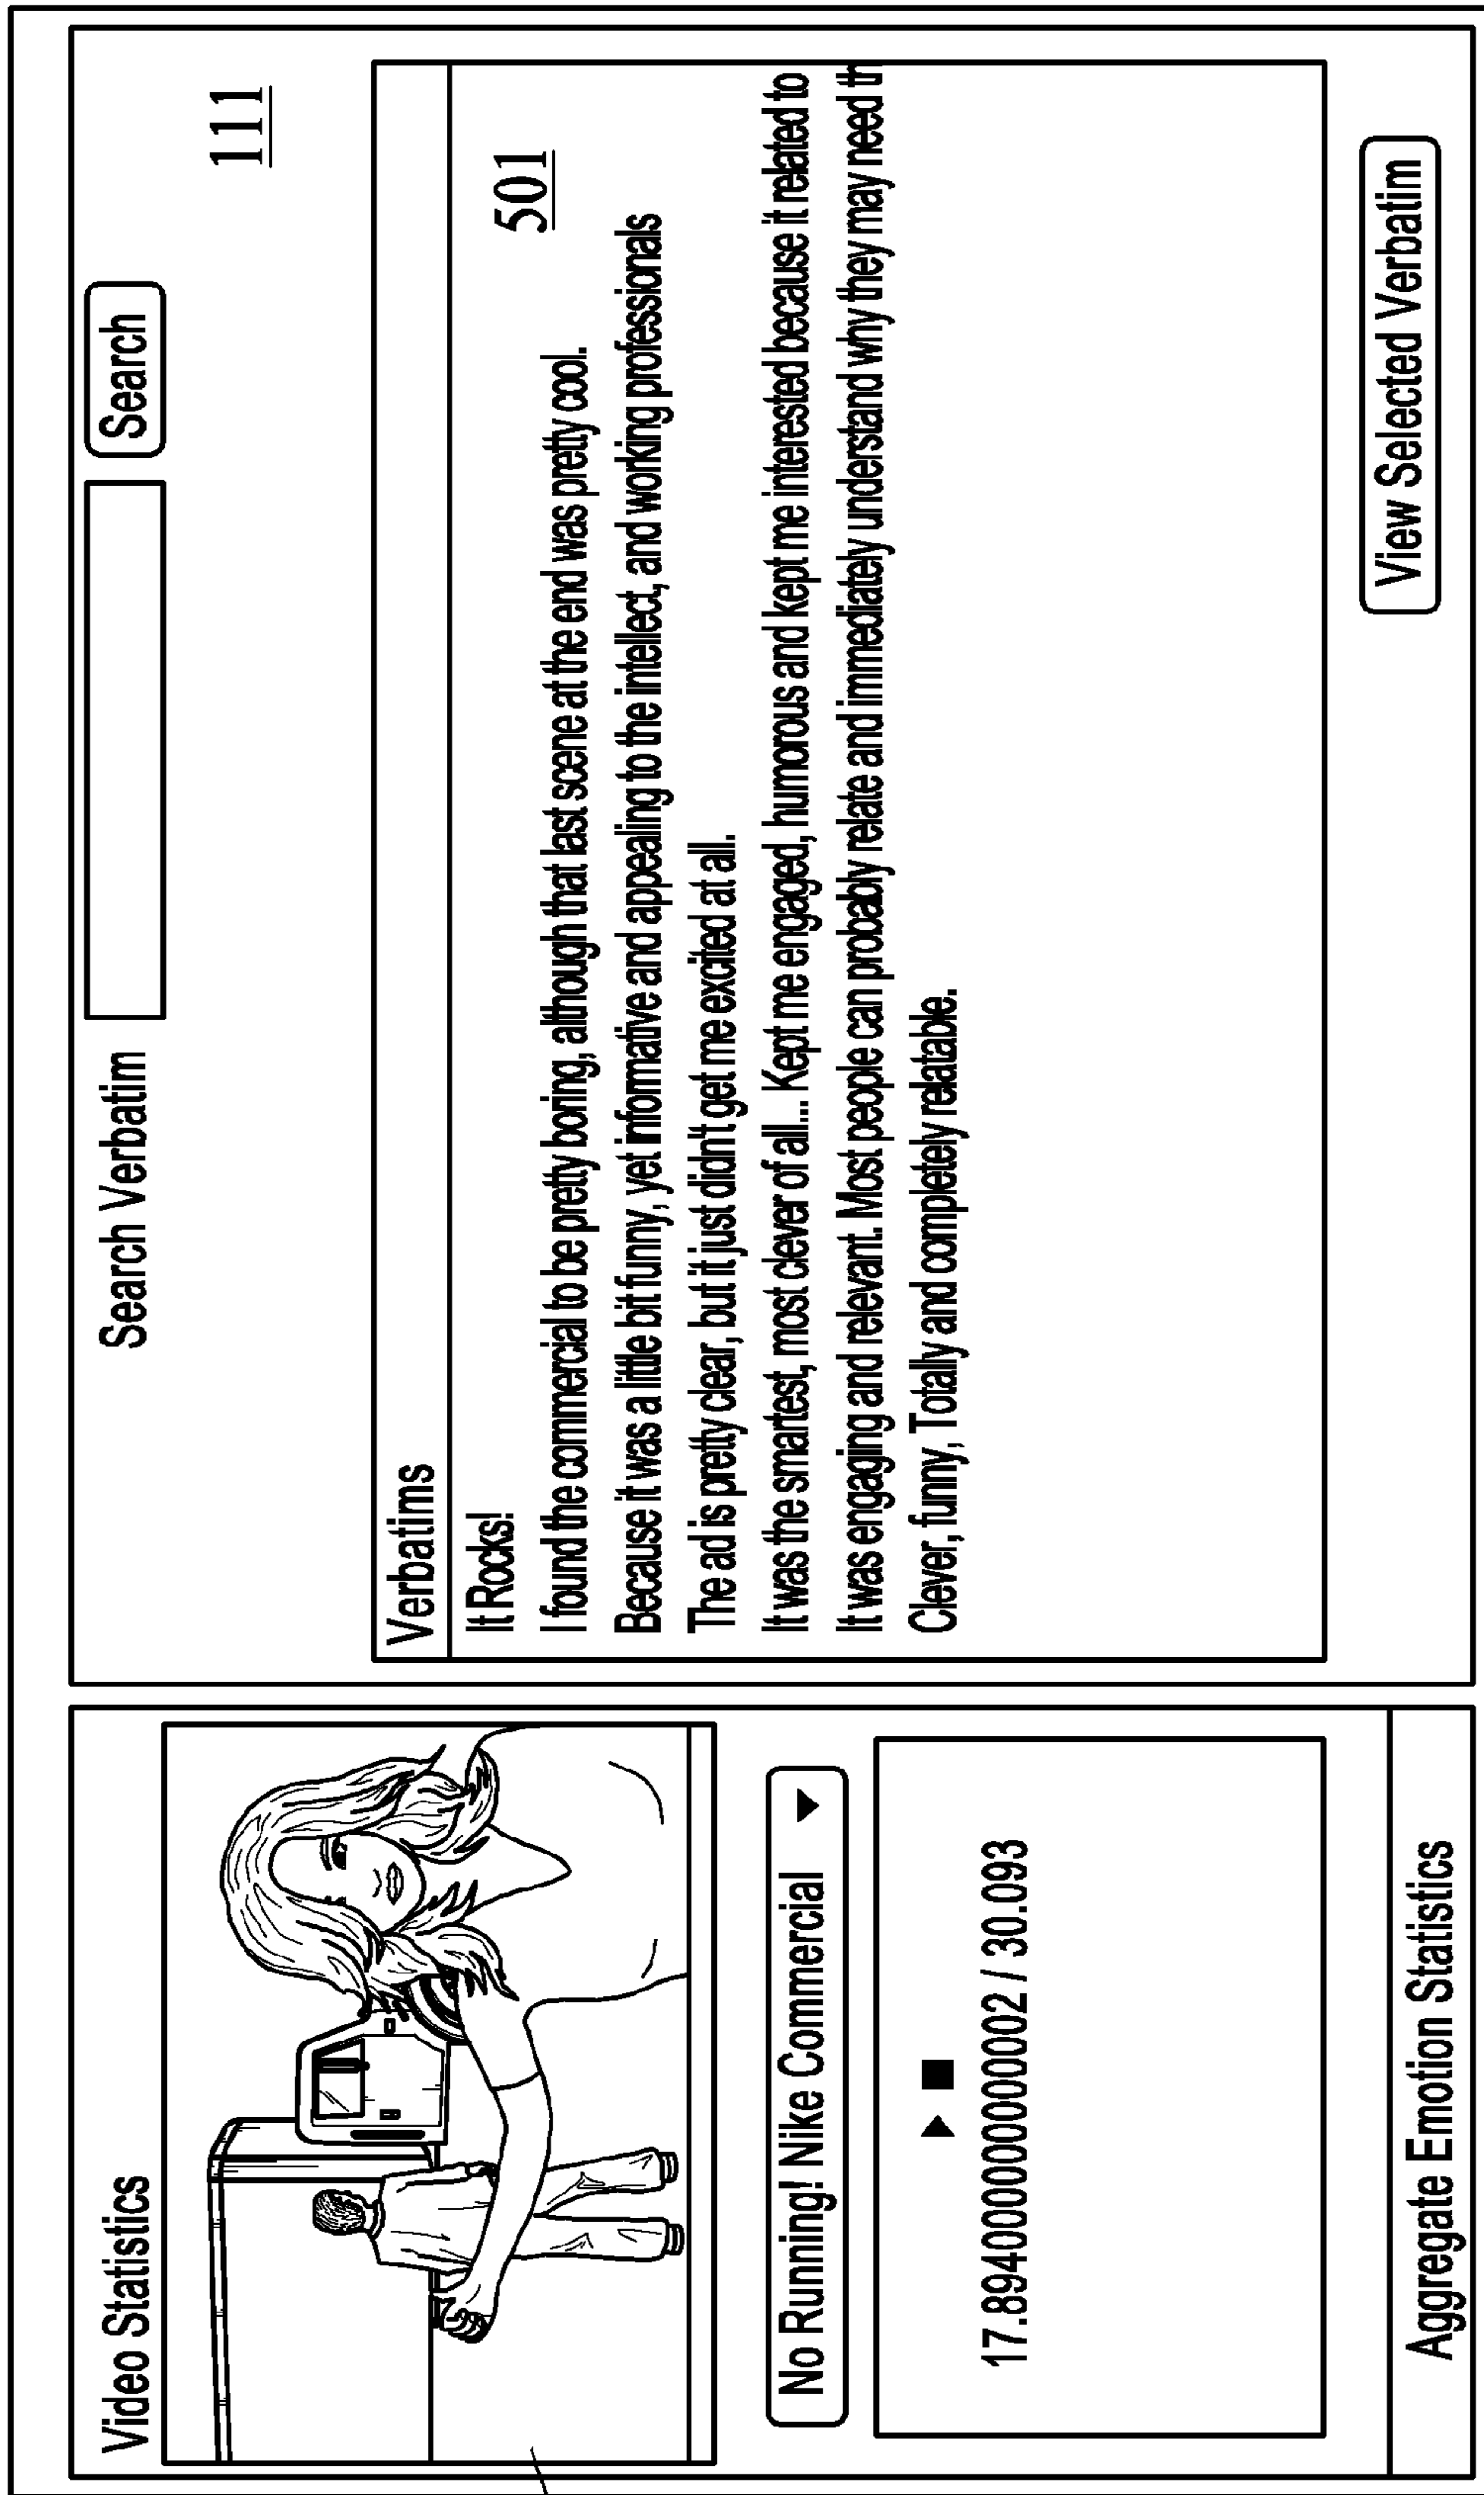 Video Statistics
No Running! Nike Commercial
17.894000000000002 / 30.093
Aggregate Emotion Statistics
Search Verbatim
Search
111
Verbatims
It Rocks!
501
I found the commercial to be pretty boring, although that last scene at the end was pretty cool.
Because it was a little bit funny, yet informative and appealing to the intellect, and working professionals
The ad is pretty clear, but it just didn't get me excited at all.
It was the smartest, most clever of all... Kept me engaged, humorous and kept me interested because it related to
It was engaging and relevant. Most people can probably relate and immediately understand why they may need th
Clever, funny, Totally and completely relatable.
View Selected Verbatim